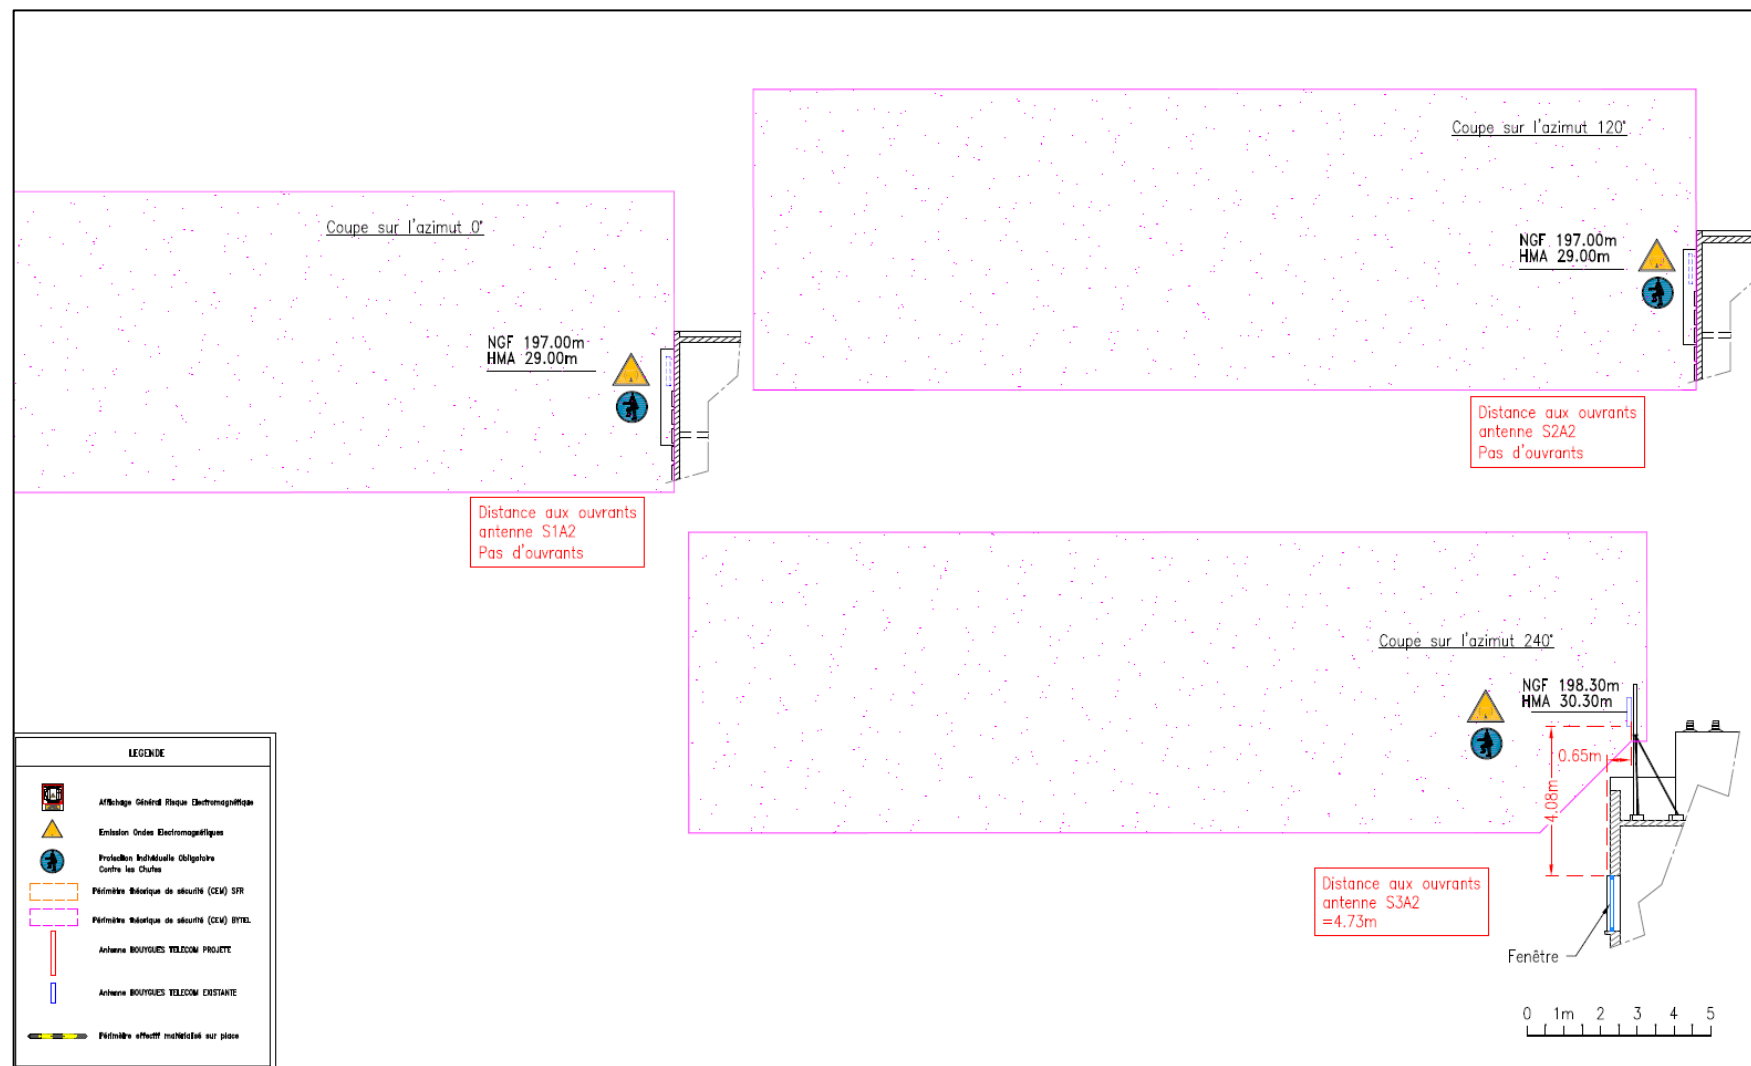 Coupe sur l'azimut 120°
NGF 197.00m
HMA 29.00m
Distance aux ouvrants
antenne S2A2
Pas d'ouvrants
Coupe sur l'azimut 0°
NGF 197.00m
HMA 29.00m
Distance aux ouvrants
antenne S1A2
Pas d'ouvrants
Coupe sur l'azimut 240°
NGF 198.30m
HMA 30.30m
0.65m
4.08m
Distance aux ouvrants
antenne S3A2
=4.73m
Fenêtre
0 1m 2 3 4 5
LEGENDE
Affichage Général Risque Electromagnétique
Emission Ondes Electromagnétiques
Protection Individuelle Obligatoire
Contre les Chutes
Périmètre théorique de sécurité (CEM) SFR
Périmètre théorique de sécurité (CEM) BYTEL
Antenne BOUYGUES TELECOM PROJETE
Antenne BOUYGUES TELECOM EXISTANTE
Périmètre effectif matérialisé sur place